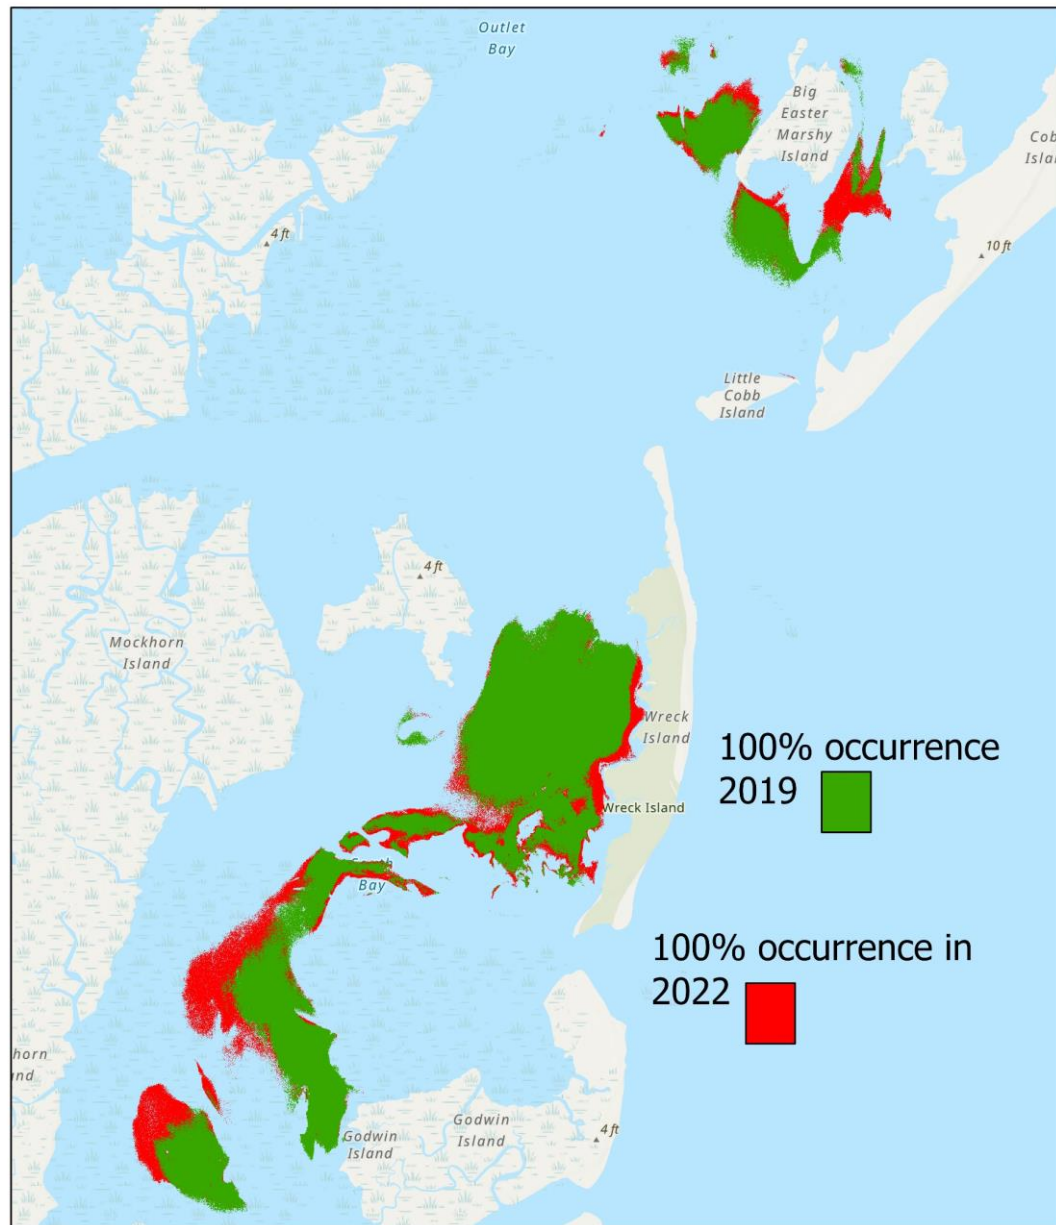 Outlet
Bay
Big
Easter
Marshy
Island
Cobb
Islan
4 ft
10 ft
Little
Cobb
Island
4 ft
Mockhorn
Island
Wreck
Island
100% occurrence
2019
Wreck Island
South
Bay
100% occurrence in
2022
horn
nd
Godwin
Island
4 ft
Godwin
Island